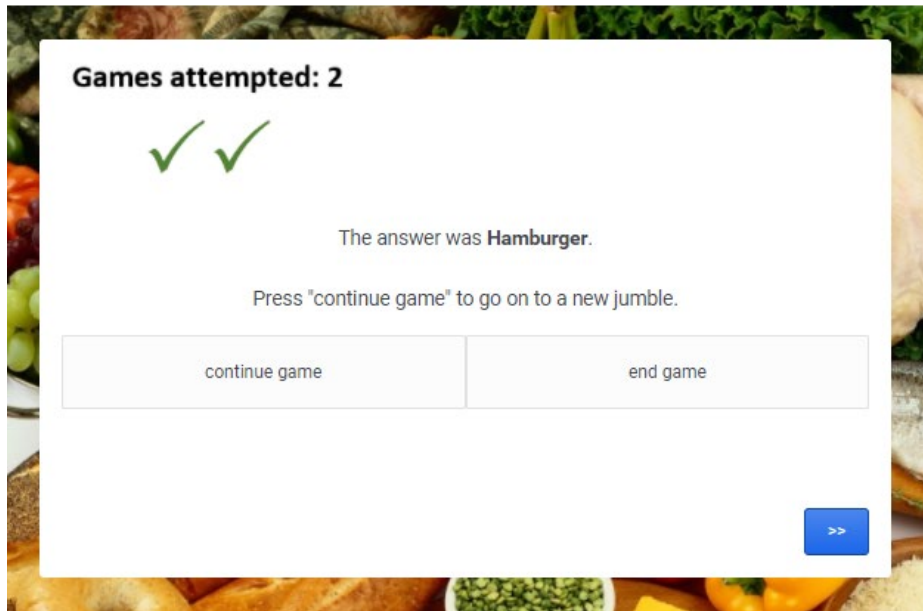 Games attempted: 2
The answer was Hamburger.
Press "continue game" to go on to a new jumble.
continue game
end game
>>